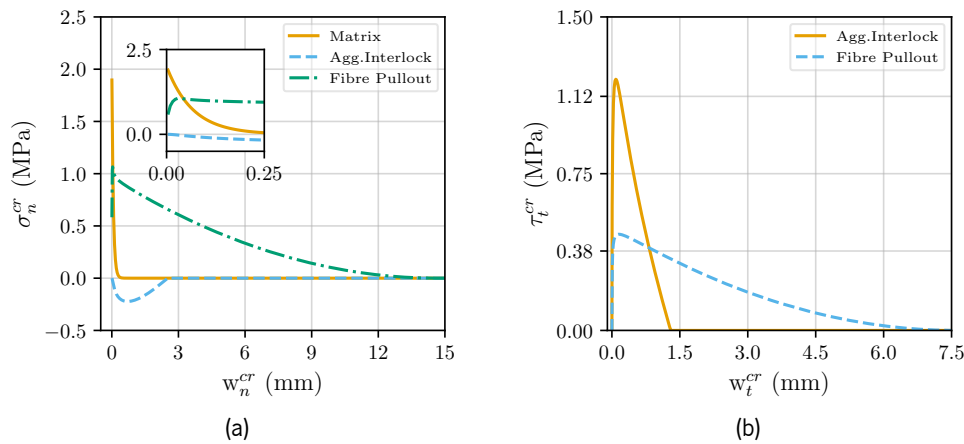 2.5
2.0
1.5
1.0
0.5
0.0
−0.5
σ_n^{cr} (MPa)
Matrix
Agg.Interlock
Fibre Pullout
2.5
0.0
0.00 0.25
0 3 6 9 12 15
w_n^{cr} (mm)
(a)
1.50
1.12
0.75
0.38
0.00
τ_t^{cr} (MPa)
Agg.Interlock
Fibre Pullout
0.0 1.5 3.0 4.5 6.0 7.5
w_t^{cr} (mm)
(b)